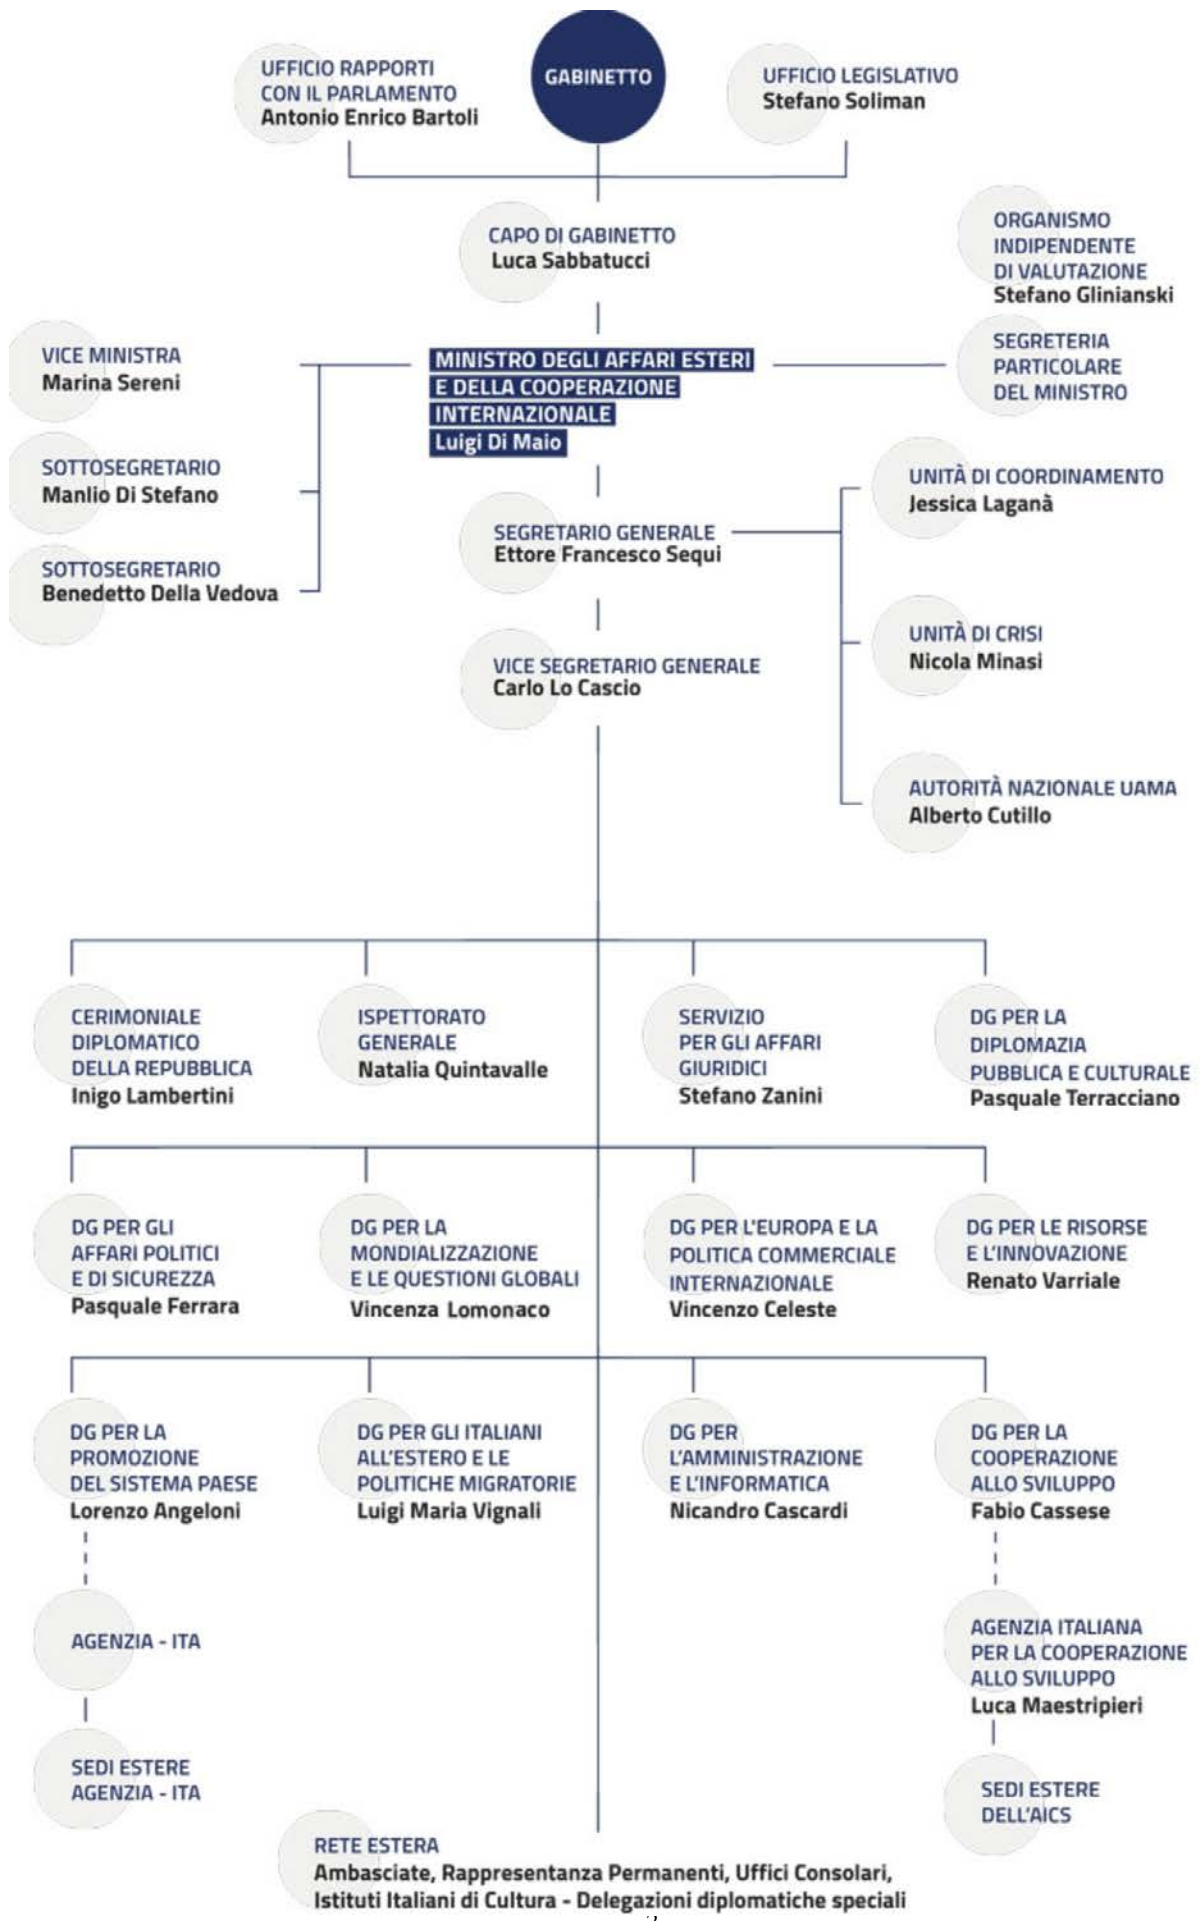 UFFICIO RAPPORTI
CON IL PARLAMENTO
Antonio Enrico Bartoli
GABINETTO
UFFICIO LEGISLATIVO
Stefano Soliman
CAPO DI GABINETTO
Luca Sabbatucci
ORGANISMO
INDIPENDENTE
DI VALUTAZIONE
Stefano Glinianski
VICE MINISTRA
Marina Sereni
MINISTRO DEGLI AFFARI ESTERI
E DELLA COOPERAZIONE
INTERNAZIONALE
Luigi Di Maio
SEGRETERIA
PARTICOLARE
DEL MINISTRO
SOTTOSEGRETARIO
Manlio Di Stefano
SOTTOSEGRETARIO
Benedetto Della Vedova
SEGRETARIO GENERALE
Ettore Francesco Sequi
UNITÀ DI COORDINAMENTO
Jessica Laganà
VICE SEGRETARIO GENERALE
Carlo Lo Cascio
UNITÀ DI CRISI
Nicola Minasi
AUTORITÀ NAZIONALE UAMA
Alberto Cutillo
CERIMONIALE
DIPLOMATICO
DELLA REPUBBLICA
Inigo Lambertini
ISPETTORATO
GENERALE
Natalia Quintavalle
SERVIZIO
PER GLI AFFARI
GIURIDICI
Stefano Zanini
DG PER LA
DIPLOMAZIA
PUBBLICA E CULTURALE
Pasquale Terracciano
DG PER GLI
AFFARI POLITICI
E DI SICUREZZA
Pasquale Ferrara
DG PER LA
MONDIALIZZAZIONE
E LE QUESTIONI GLOBALI
Vincenza Lomonaco
DG PER L'EUROPA E LA
POLITICA COMMERCIALE
INTERNAZIONALE
Vincenzo Celeste
DG PER LE RISORSE
E L'INNOVAZIONE
Renato Varriale
DG PER LA
PROMOZIONE
DEL SISTEMA PAESE
Lorenzo Angeloni
DG PER GLI ITALIANI
ALL'ESTERO E LE
POLITICHE MIGRATORIE
Luigi Maria Vignali
DG PER
L'AMMINISTRAZIONE
E L'INFORMATICA
Nicandro Cascardi
DG PER LA
COOPERAZIONE
ALLO SVILUPPO
Fabio Cassese
AGENZIA - ITA
AGENZIA ITALIANA
PER LA COOPERAZIONE
ALLO SVILUPPO
Luca Maestripieri
SEDI ESTERE
AGENZIA - ITA
SEDI ESTERE
DELL'AICS
RETE ESTERA
Ambasciate, Rappresentanza Permanenti, Uffici Consolari,
Istituti Italiani di Cultura - Delegazioni diplomatiche speciali